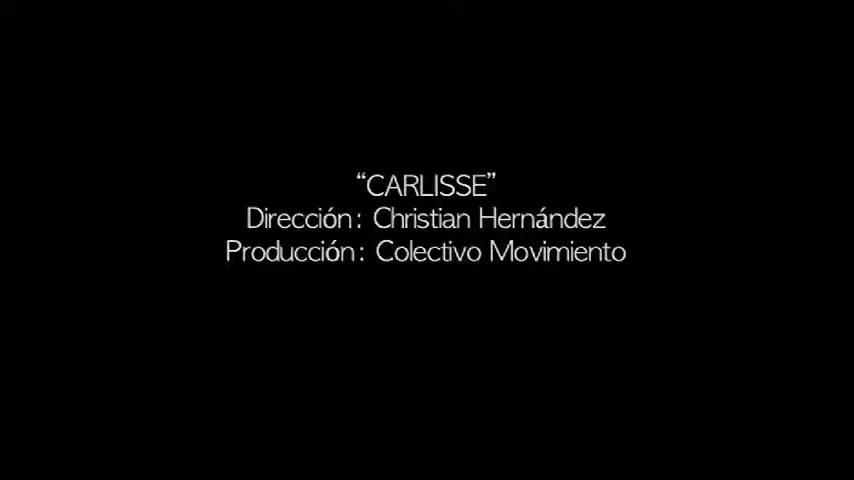 “CARLISSE”
Dirección: Christian Hernández
Producción: Colectivo Movimiento